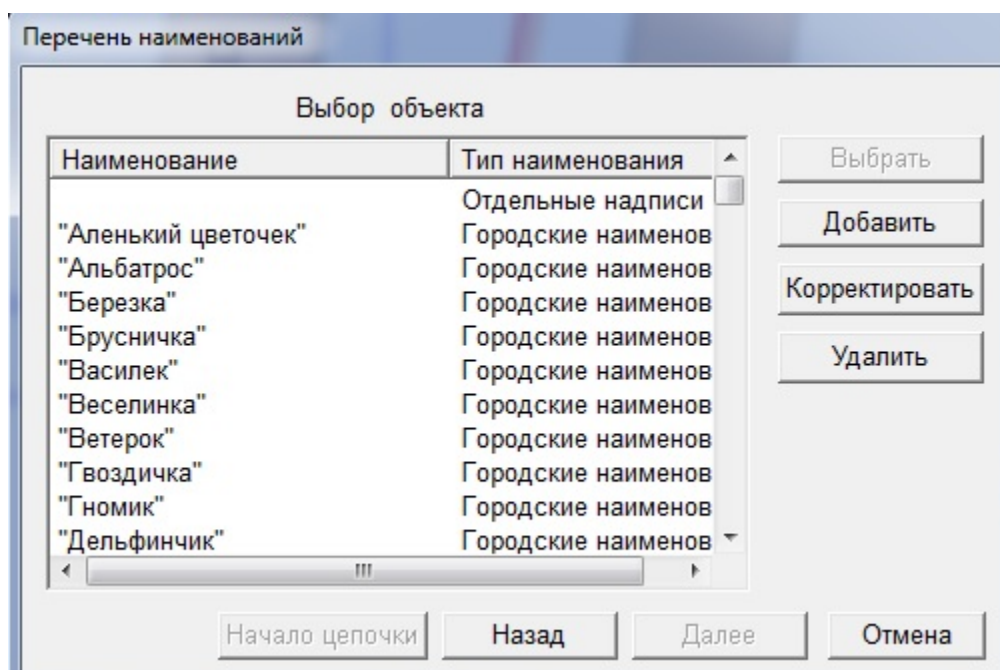 Перечень наименований
Выбор объекта
Наименование Тип наименования
Отдельные надписи
"Аленький цветочек" Городские наименов
"Альбатрос" Городские наименов
"Березка" Городские наименов
"Брусничка" Городские наименов
"Василек" Городские наименов
"Веселинка" Городские наименов
"Ветерок" Городские наименов
"Гвоздичка" Городские наименов
"Гномик" Городские наименов
"Дельфинчик" Городские наименов
Выбрать
Добавить
Корректировать
Удалить
Начало цепочки Назад Далее Отмена